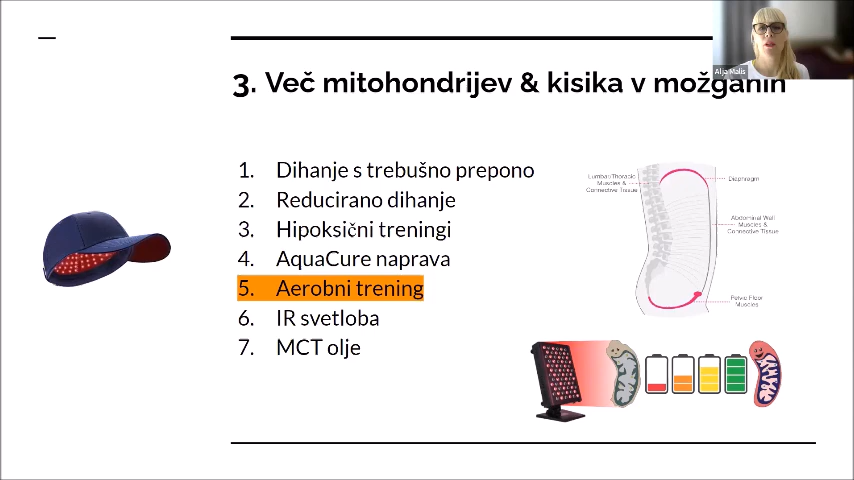 Alja Malis
3. Več mitohondrijev & kisika v možganih
1. Dihanje s trebušno prepono
2. Reducirano dihanje
3. Hipoksični treningi
4. AquaCure naprava
5. Aerobni trening
6. IR svetloba
7. MCT olje
Lumbar/Thoracic
Muscles &
Connective Tissue
Diaphragm
Abdominal Wall
Muscles &
Connective Tissue
Pelvic Floor
Muscles